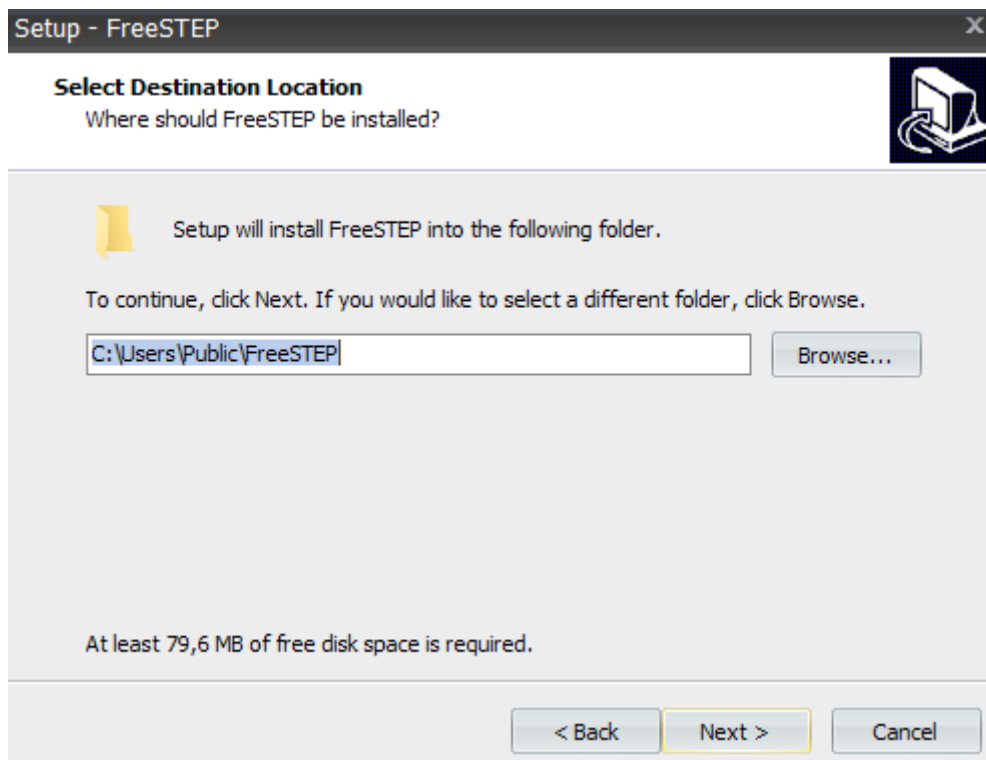 Setup - FreeSTEP
x
Select Destination Location
Where should FreeSTEP be installed?
Setup will install FreeSTEP into the following folder.
To continue, click Next. If you would like to select a different folder, click Browse.
C:\Users\Public\FreeSTEP
Browse...
At least 79,6 MB of free disk space is required.
< Back
Next >
Cancel